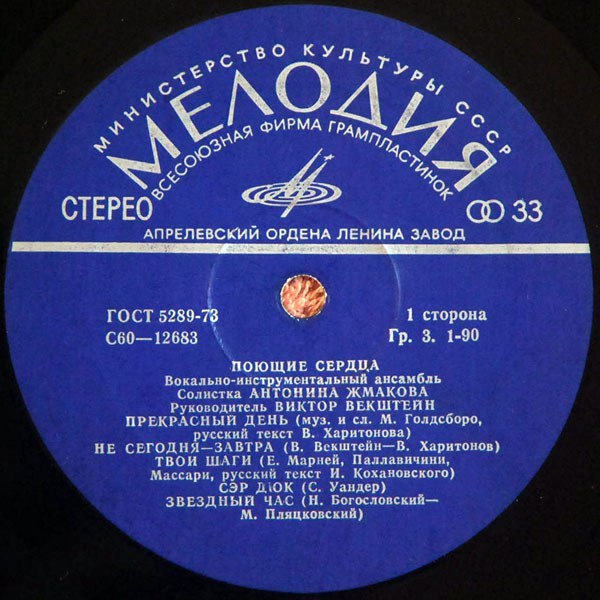 МИНИСТЕРСТВО КУЛЬТУРЫ СССР
МЕЛОДИЯ
ВСЕСОЮЗНАЯ ФИРМА ГРАМПЛАСТИНОК
СТЕРЕО
33
АПРЕЛЕВСКИЙ ОРДЕНА ЛЕНИНА ЗАВОД
ГОСТ 5289-73
С60—12683
1 сторона
Гр. 3. 1-90
ПОЮЩИЕ СЕРДЦА
Вокально-инструментальный ансамбль
Солистка АНТОНИНА ЖМАКОВА
Руководитель ВИКТОР ВЕКШТЕЙН
ПРЕКРАСНЫЙ ДЕНЬ (муз. и сл. М. Голдсборо,
русский текст В. Харитонова)
НЕ СЕГОДНЯ—ЗАВТРА (В. Векштейн—В. Харитонов)
ТВОИ ШАГИ (Е. Марней, Паллавичини,
Массари, русский текст И. Кохановского)
СЭР ДЮК (С. Уандер)
ЗВЕЗДНЫЙ ЧАС (Н. Богословский—
М. Пляцковский)